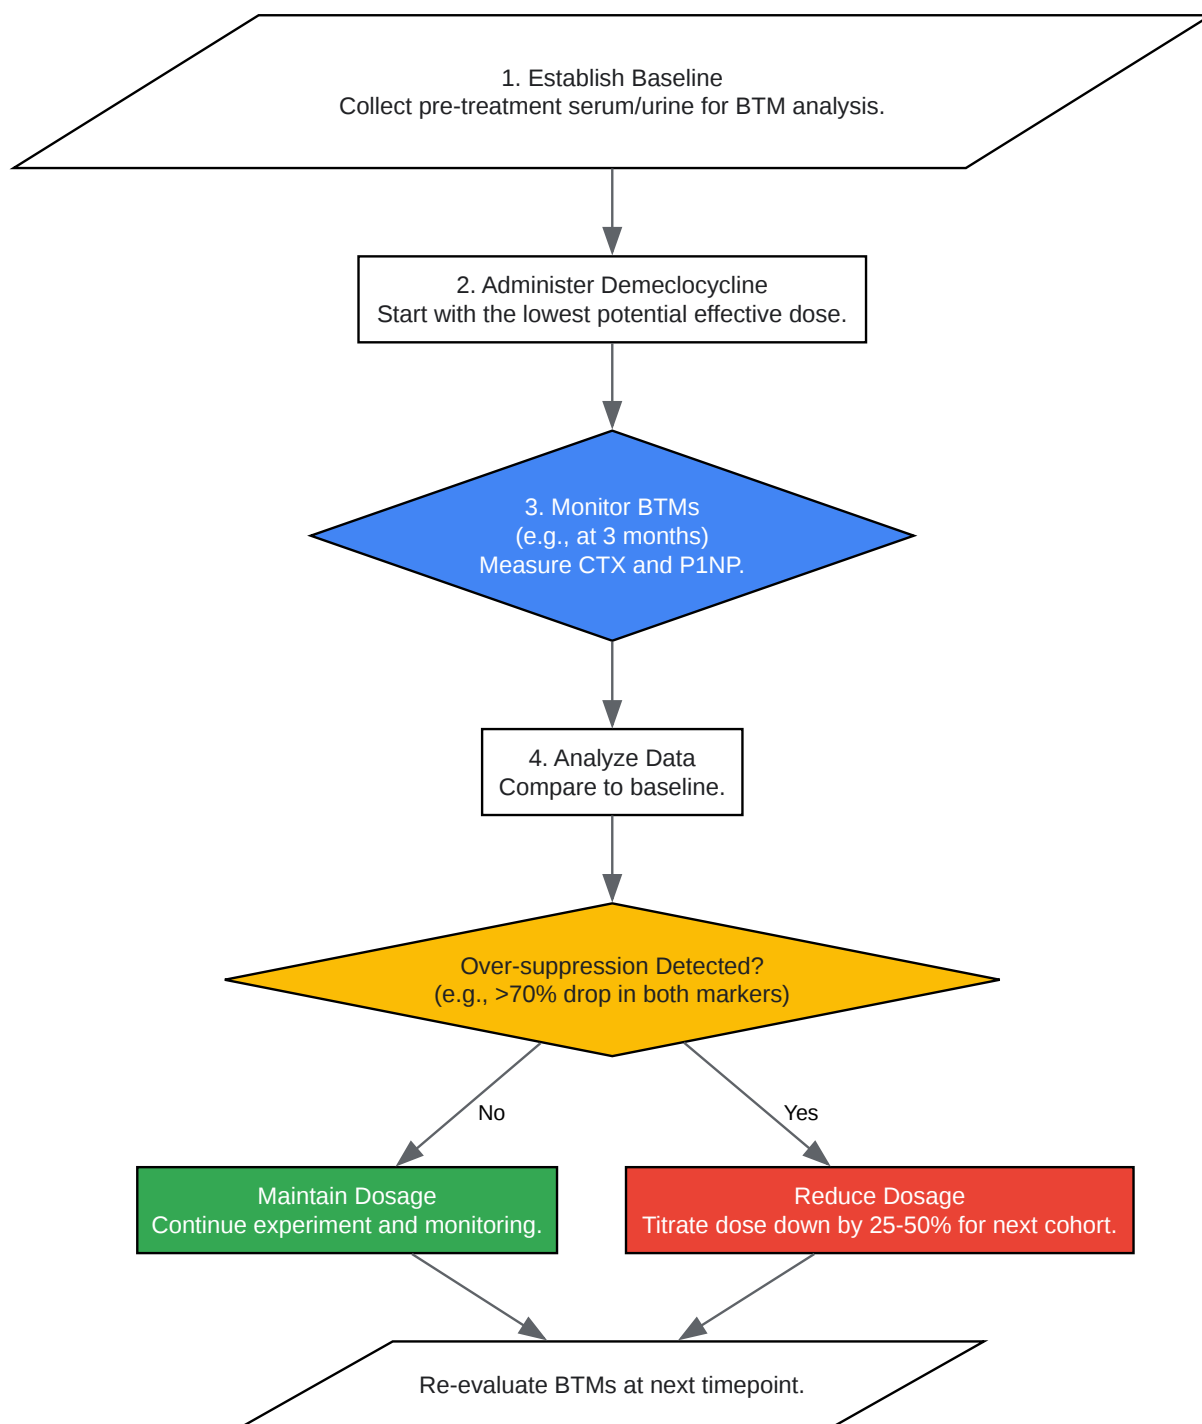 1. Establish Baseline
Collect pre-treatment serum/urine for BTM analysis.
2. Administer Demeclocycline
Start with the lowest potential effective dose.
3. Monitor BTMs
(e.g., at 3 months)
Measure CTX and P1NP.
4. Analyze Data
Compare to baseline.
Over-suppression Detected?
(e.g., >70% drop in both markers)
No
Yes
Maintain Dosage
Continue experiment and monitoring.
Reduce Dosage
Titrate dose down by 25-50% for next cohort.
Re-evaluate BTMs at next timepoint.